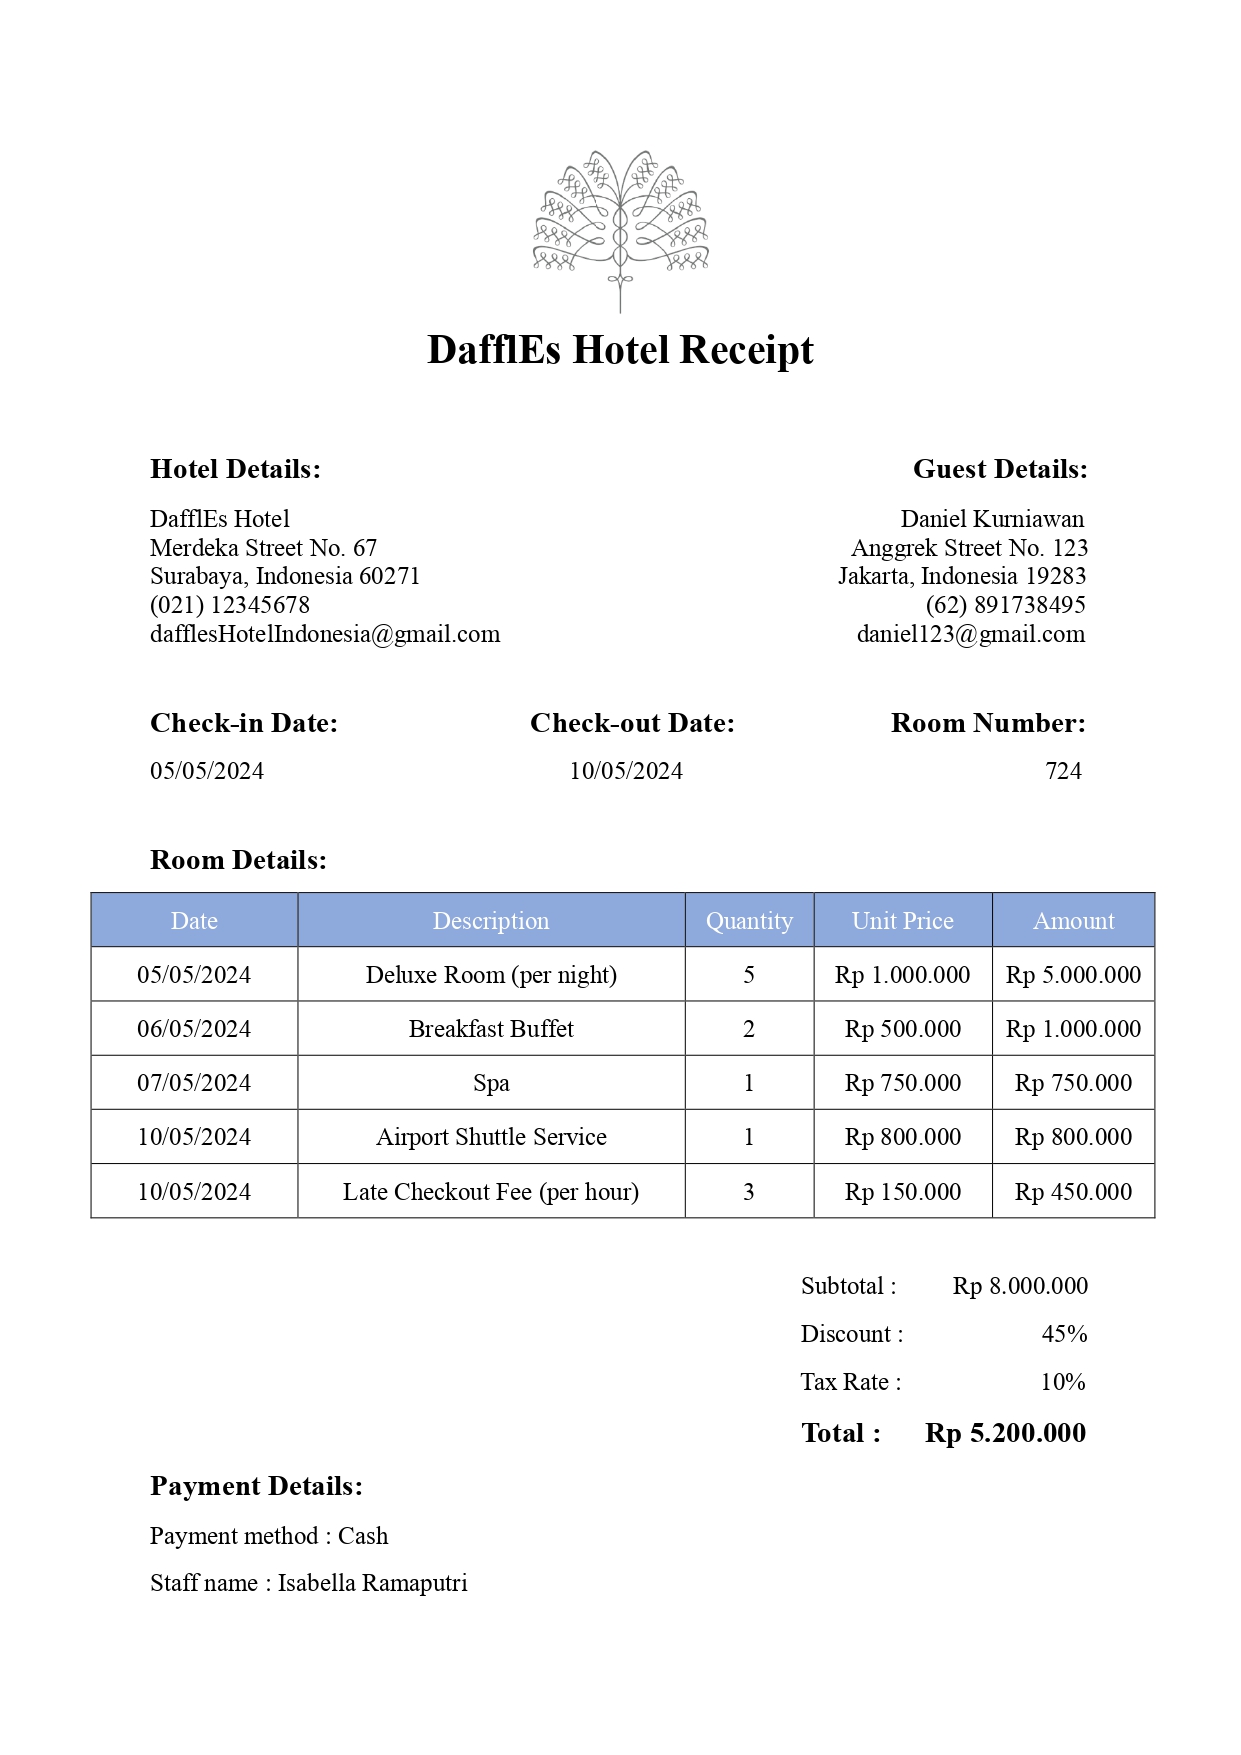 DafflEs Hotel Receipt
Hotel Details:
Guest Details:
DafflEs Hotel
Daniel Kurniawan
Merdeka Street No. 67
Anggrek Street No. 123
Surabaya, Indonesia 60271
Jakarta, Indonesia 19283
(021) 12345678
(62) 891738495
dafflesHotelIndonesia@gmail.com
daniel123@gmail.com
Check-in Date: Check-out Date: Room Number:
05/05/2024 10/05/2024 724
Room Details:
Date Description Quantity Unit Price Amount
05/05/2024 Deluxe Room (per night) 5 Rp 1.000.000 Rp 5.000.000
06/05/2024 Breakfast Buffet 2 Rp 500.000 Rp 1.000.000
07/05/2024 Spa 1 Rp 750.000 Rp 750.000
10/05/2024 Airport Shuttle Service 1 Rp 800.000 Rp 800.000
10/05/2024 Late Checkout Fee (per hour) 3 Rp 150.000 Rp 450.000
Subtotal : Rp 8.000.000
Discount : 45%
Tax Rate : 10%
Total : Rp 5.200.000
Payment Details:
Payment method : Cash
Staff name : Isabella Ramaputri